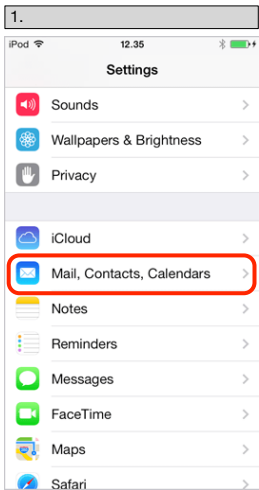 1.
iPod 12.35
Settings
Sounds
Wallpapers & Brightness
Privacy
iCloud
Mail, Contacts, Calendars
Notes
Reminders
Messages
FaceTime
Maps
Safari